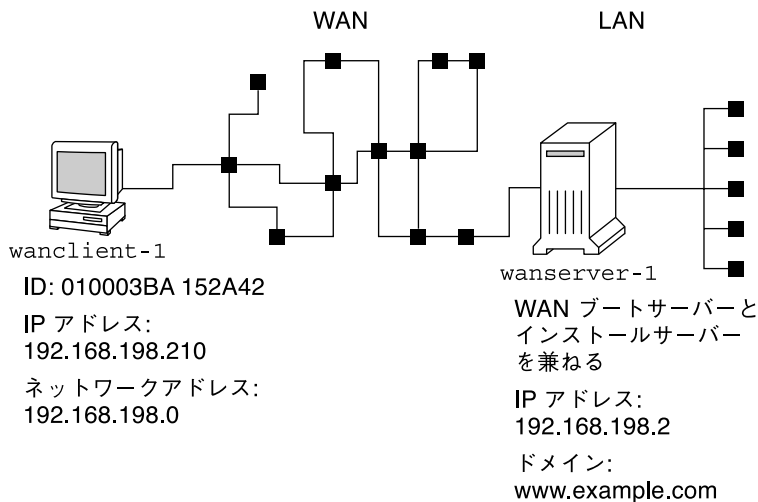 WAN
LAN
wanclient-1
ID: 010003BA 152A42
IP アドレス:
192.168.198.210
ネットワークアドレス:
192.168.198.0
wanserver-1
WAN ブートサーバーと
インストールサーバー
を兼ねる
IP アドレス:
192.168.198.2
ドメイン:
www.example.com